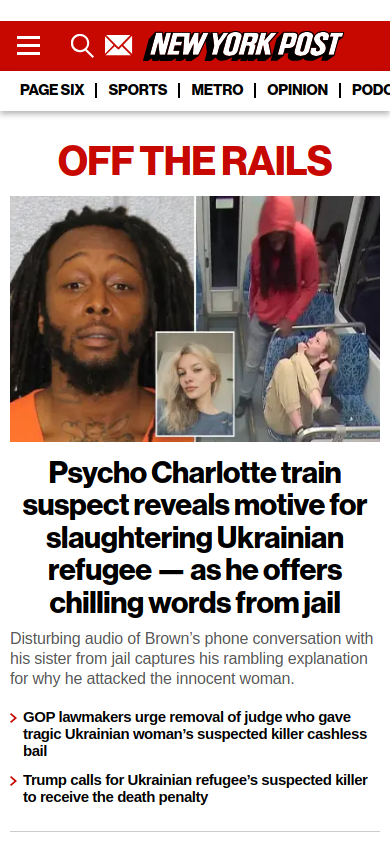 NEW YORK POST
PAGE SIX | SPORTS | METRO | OPINION | PODC
OFF THE RAILS
Psycho Charlotte train
suspect reveals motive for
slaughtering Ukrainian
refugee — as he offers
chilling words from jail
Disturbing audio of Brown’s phone conversation with
his sister from jail captures his rambling explanation
for why he attacked the innocent woman.
GOP lawmakers urge removal of judge who gave
tragic Ukrainian woman’s suspected killer cashless
bail
Trump calls for Ukrainian refugee’s suspected killer
to receive the death penalty